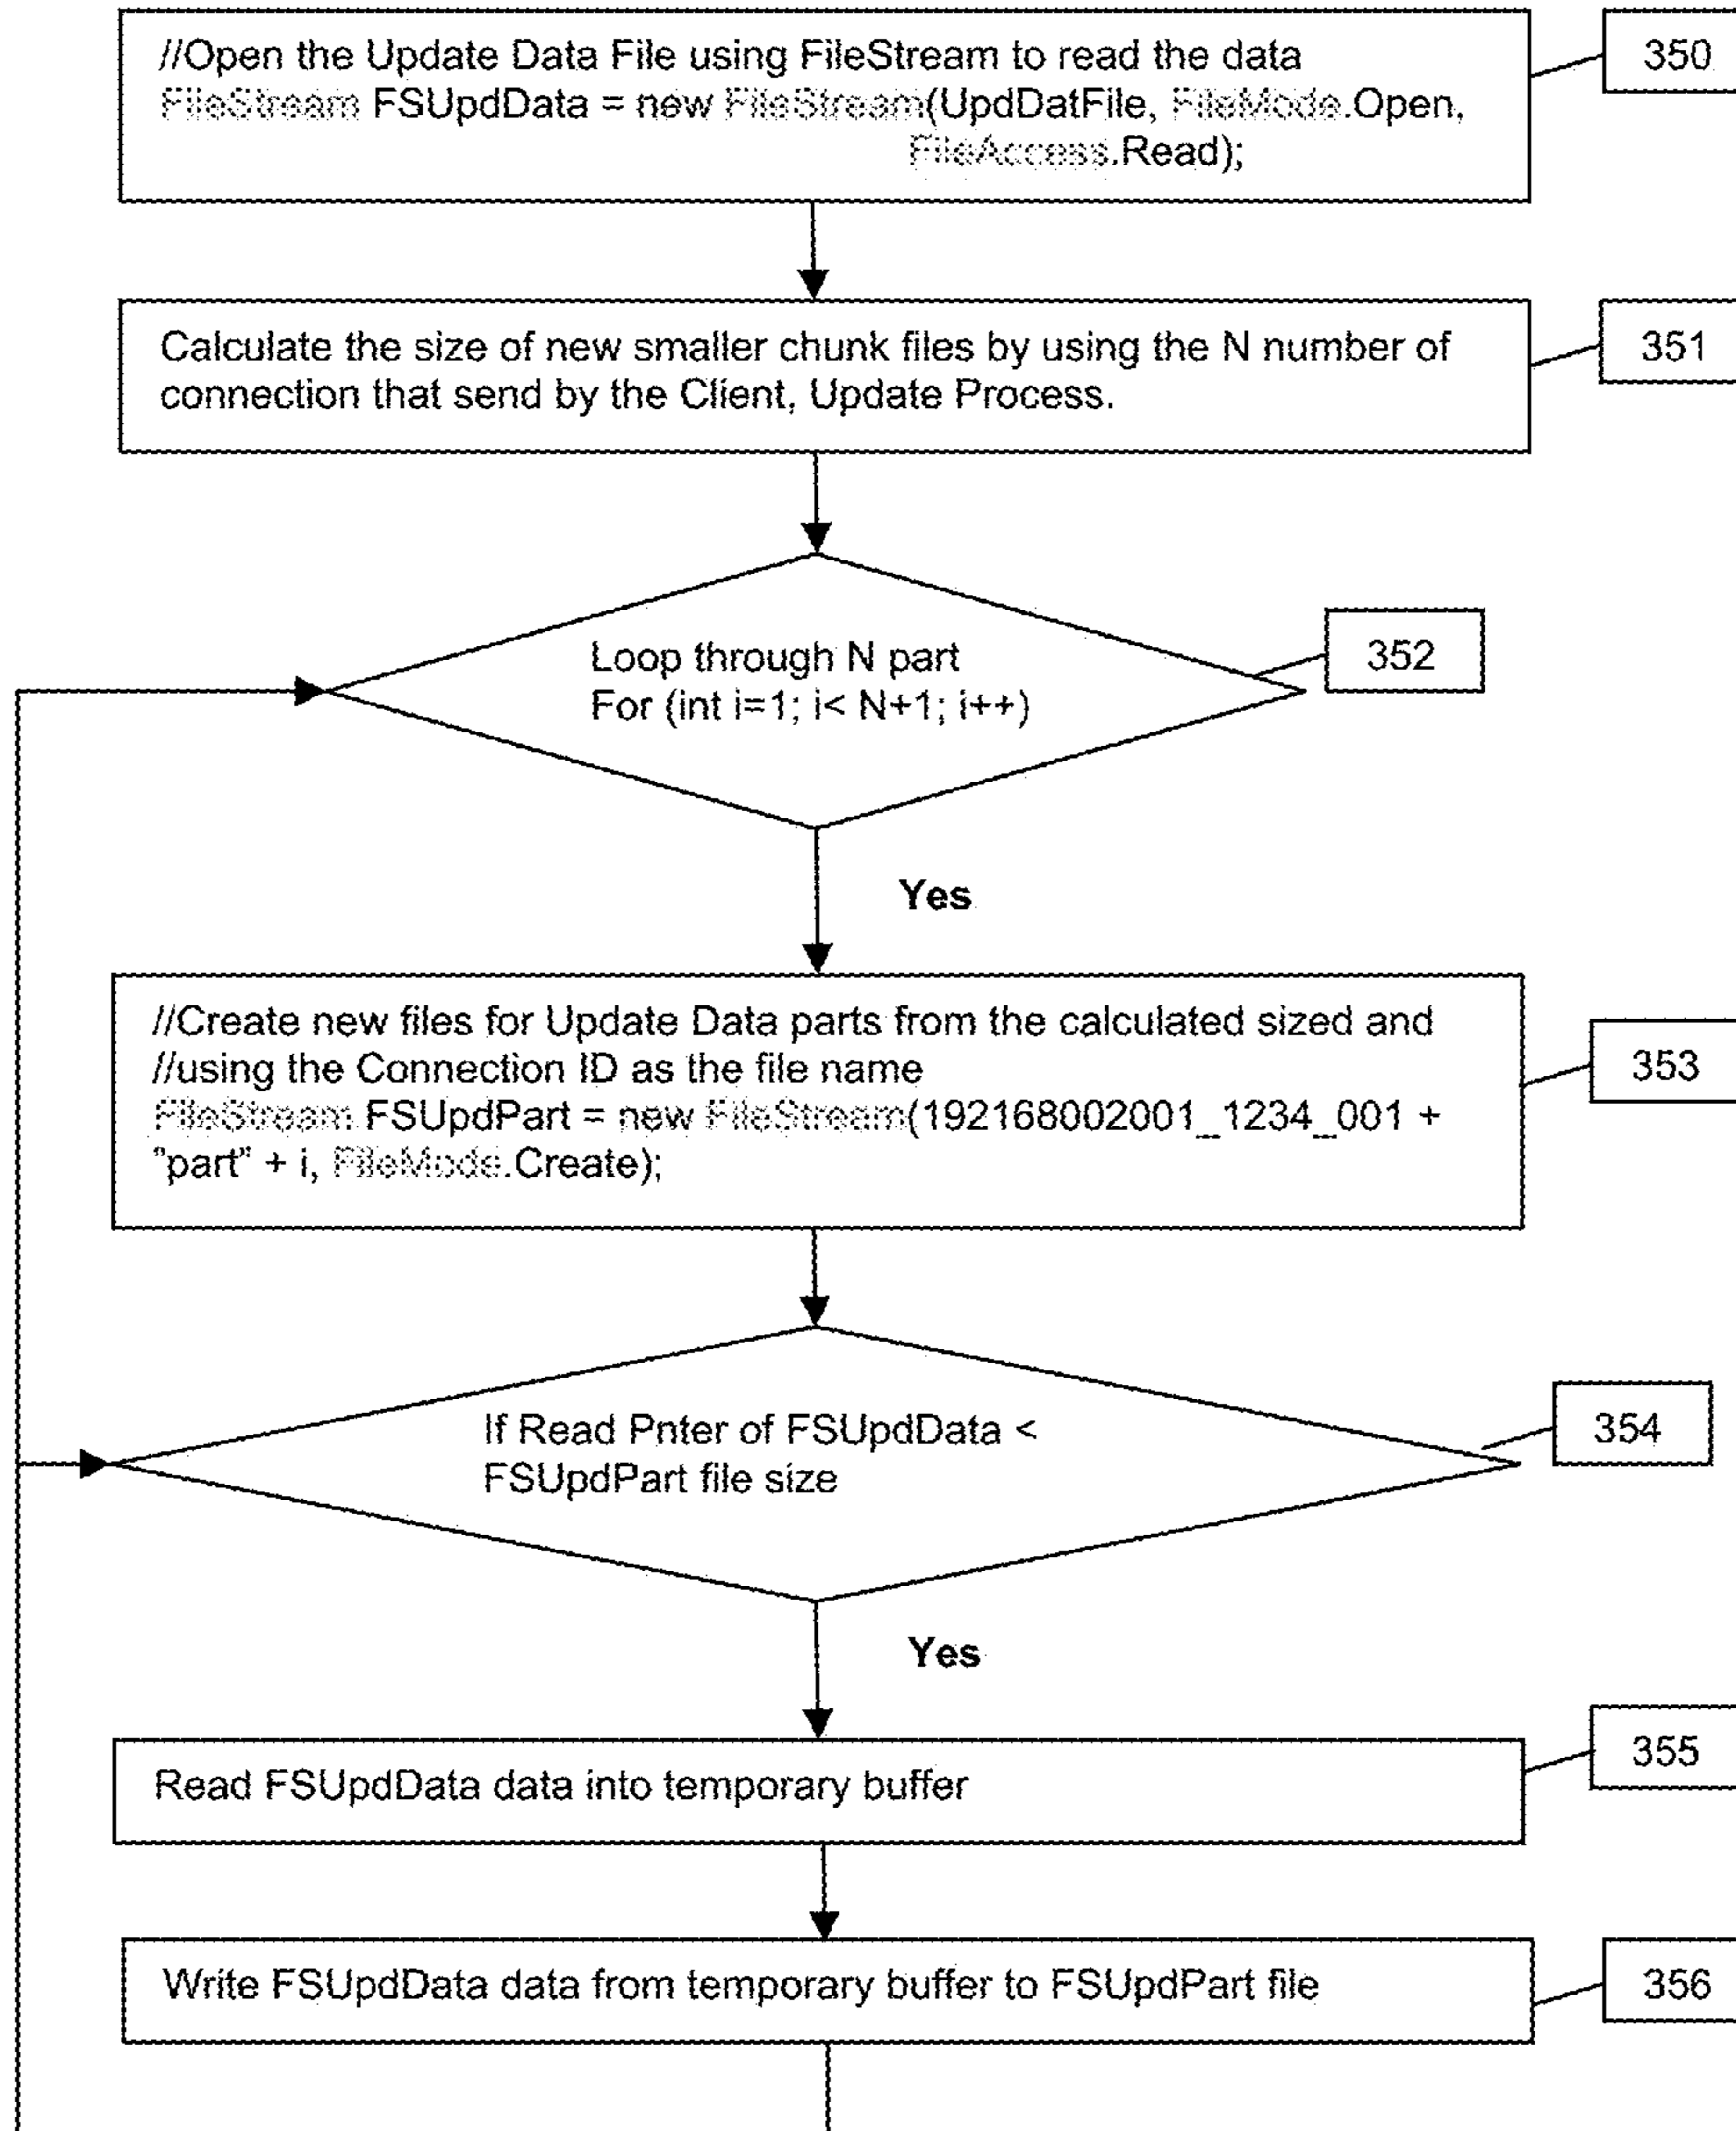 //Open the Update Data File using FileStream to read the data
FileStream FSUpdData = new FileStream(UpdDatFile, FileMode.Open,
FileAccess.Read);
350
Calculate the size of new smaller chunk files by using the N number of
connection that send by the Client, Update Process.
351
Loop through N part
For (int i=1; i< N+1; i++)
352
Yes
//Create new files for Update Data parts from the calculated sized and
//using the Connection ID as the file name
FileStream FSUpdPart = new FileStream(192168002001_1234_001 +
"part" + i, FileMode.Create);
353
If Read Pnter of FSUpdData <
FSUpdPart file size
354
Yes
Read FSUpdData data into temporary buffer
355
Write FSUpdData data from temporary buffer to FSUpdPart file
356